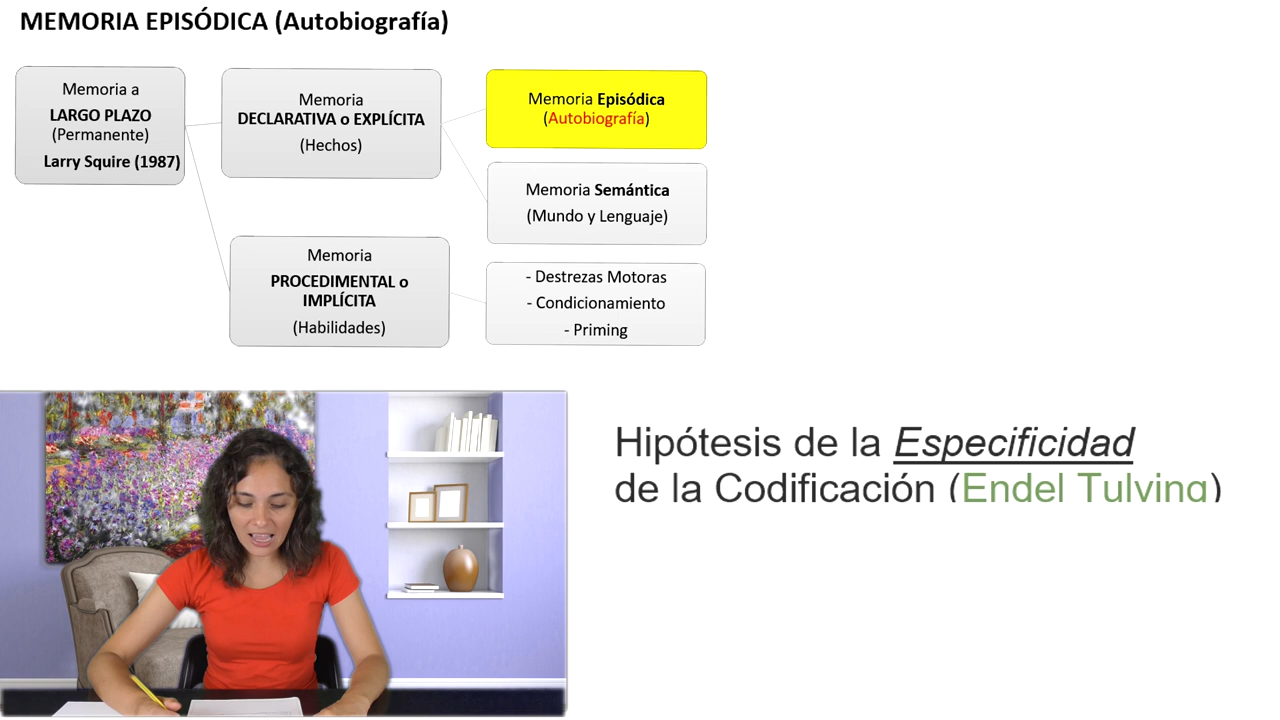 MEMORIA EPISÓDICA (Autobiografía)
Memoria a
LARGO PLAZO
(Permanente)
Larry Squire (1987)
Memoria
DECLARATIVA o EXPLÍCITA
(Hechos)
Memoria Episódica
(Autobiografía)
Memoria Semántica
(Mundo y Lenguaje)
Memoria
PROCEDIMENTAL o
IMPLÍCITA
(Habilidades)
- Destrezas Motoras
- Condicionamiento
- Priming
Hipótesis de la Especificidad
de la Codificación (Endel Tulving)